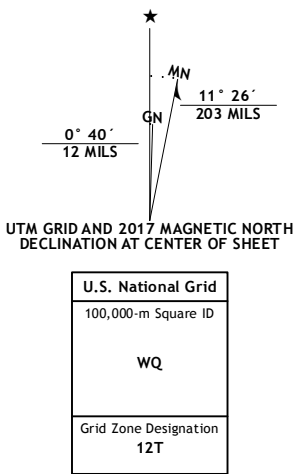 ★
MN
GN
11° 26´
203 MILS
0° 40´
12 MILS
UTM GRID AND 2017 MAGNETIC NORTH
DECLINATION AT CENTER OF SHEET
U.S. National Grid
100,000-m Square ID
WQ
Grid Zone Designation
12T